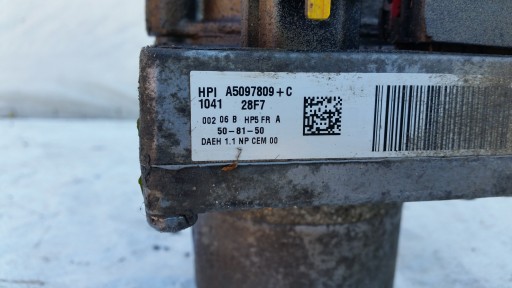 HPI A5097809+C
1041 28F7
002 06 B HP5 FR A
50-81-50
DAEH 1.1 NP CEM 00